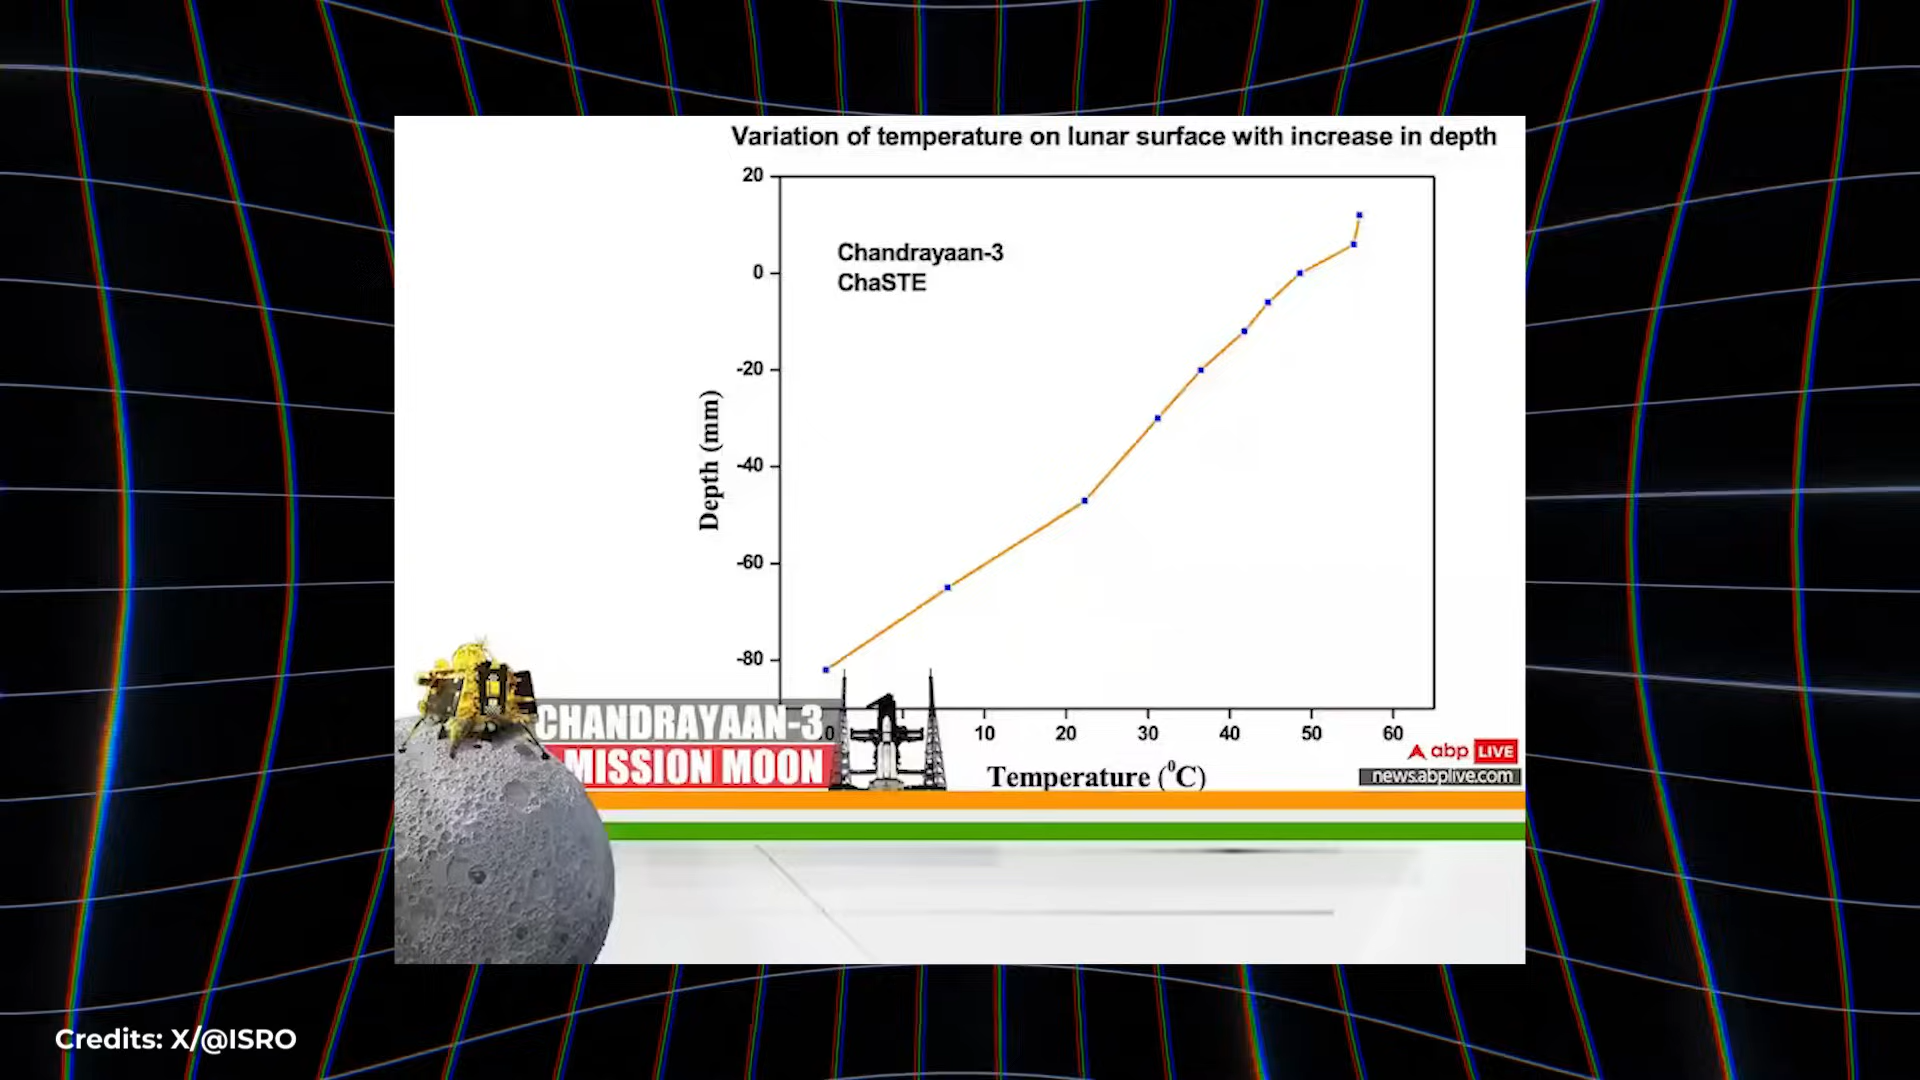 Variation of temperature on lunar surface with increase in depth
20
Chandrayaan-3
ChaSTE
0
-20
-40
-60
-80
Depth (mm)
0 10 20 30 40 50 60
Temperature (⁰C)
CHANDRAYAAN-3
MISSION MOON
abp LIVE
news.abplive.com
Credits: X/@ISRO